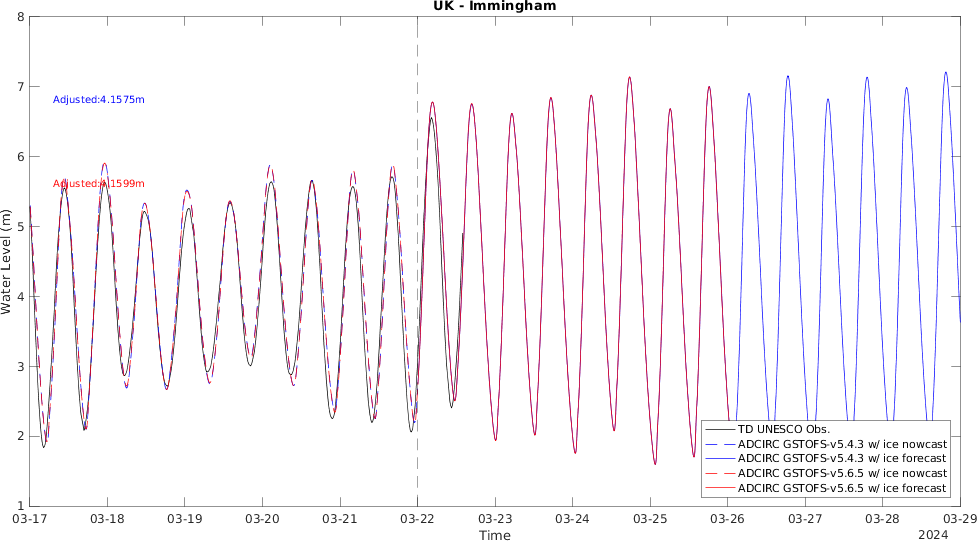 UK - Immingham
8
7
6
5
4
3
2
1
Water Level (m)
Adjusted:4.1575m
Adjusted:4.1599m
TD UNESCO Obs.
ADCIRC GSTOFS-v5.4.3 w/ ice nowcast
ADCIRC GSTOFS-v5.4.3 w/ ice forecast
ADCIRC GSTOFS-v5.6.5 w/ ice nowcast
ADCIRC GSTOFS-v5.6.5 w/ ice forecast
03-17 03-18 03-19 03-20 03-21 03-22 03-23 03-24 03-25 03-26 03-27 03-28 03-29
Time
2024